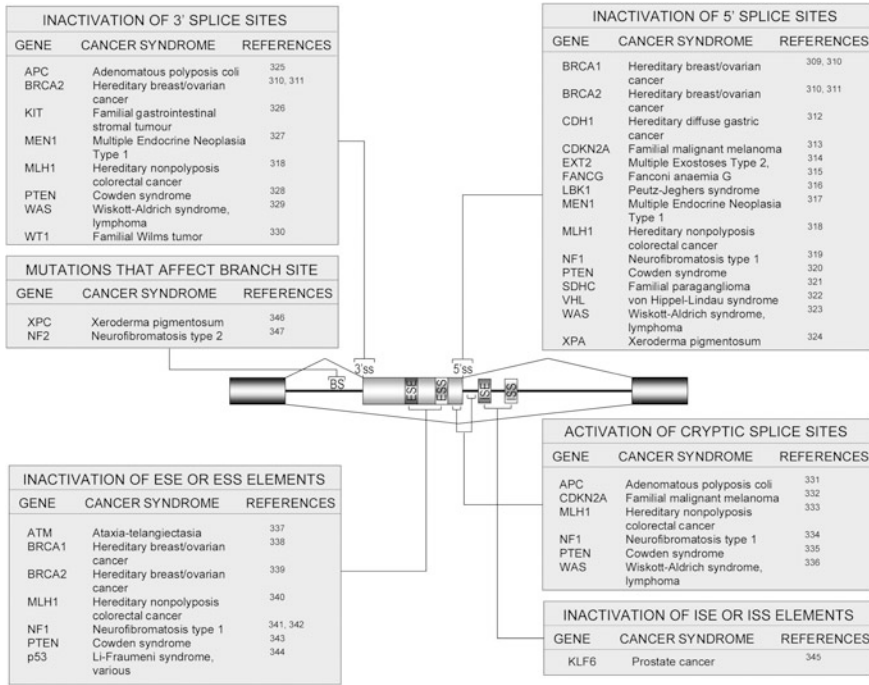 INACTIVATION OF 3' SPLICE SITES
GENE CANCER SYNDROME REFERENCES
APC Adenomatous polyposis coli 325
BRCA2 Hereditary breast/ovarian 310, 311
cancer
KIT Familial gastrointestinal 326
stromal tumour
MEN1 Multiple Endocrine Neoplasia 327
Type 1
MLH1 Hereditary nonpolyposis 318
colorectal cancer
PTEN Cowden syndrome 328
WAS Wiskott-Aldrich syndrome, 329
lymphoma
WT1 Familial Wilms tumor 330
MUTATIONS THAT AFFECT BRANCH SITE
GENE CANCER SYNDROME REFERENCES
XPC Xeroderma pigmentosum 346
NF2 Neurofibromatosis type 2 347
INACTIVATION OF 5' SPLICE SITES
GENE CANCER SYNDROME REFERENCES
BRCA1 Hereditary breast/ovarian 309, 310
cancer
BRCA2 Hereditary breast/ovarian 310, 311
cancer
CDH1 Hereditary diffuse gastric 312
cancer
CDKN2A Familial malignant melanoma 313
EXT2 Multiple Exostoses Type 2, 314
FANCG Fanconi anaemia G 315
LBK1 Peutz-Jeghers syndrome 316
MEN1 Multiple Endocrine Neoplasia 317
Type 1
MLH1 Hereditary nonpolyposis 318
colorectal cancer
NF1 Neurofibromatosis type 1 319
PTEN Cowden syndrome 320
SDHC Familial paraganglioma 321
VHL von Hippel-Lindau syndrome 322
WAS Wiskott-Aldrich syndrome, 323
lymphoma
XPA Xeroderma pigmentosum 324
3'ss 5'ss
BS ESE ESS ISE ISS
INACTIVATION OF ESE OR ESS ELEMENTS
GENE CANCER SYNDROME REFERENCES
ATM Ataxia-telangiectasia 337
BRCA1 Hereditary breast/ovarian 338
cancer
BRCA2 Hereditary breast/ovarian 339
cancer
MLH1 Hereditary nonpolyposis 340
colorectal cancer
NF1 Neurofibromatosis type 1 341, 342
PTEN Cowden syndrome 343
p53 Li-Fraumeni syndrome, 344
various
ACTIVATION OF CRYPTIC SPLICE SITES
GENE CANCER SYNDROME REFERENCES
APC Adenomatous polyposis coli 331
CDKN2A Familial malignant melanoma 332
MLH1 Hereditary nonpolyposis 333
colorectal cancer
NF1 Neurofibromatosis type 1 334
PTEN Cowden syndrome 335
WAS Wiskott-Aldrich syndrome, 336
lymphoma
INACTIVATION OF ISE OR ISS ELEMENTS
GENE CANCER SYNDROME REFERENCES
KLF6 Prostate cancer 345